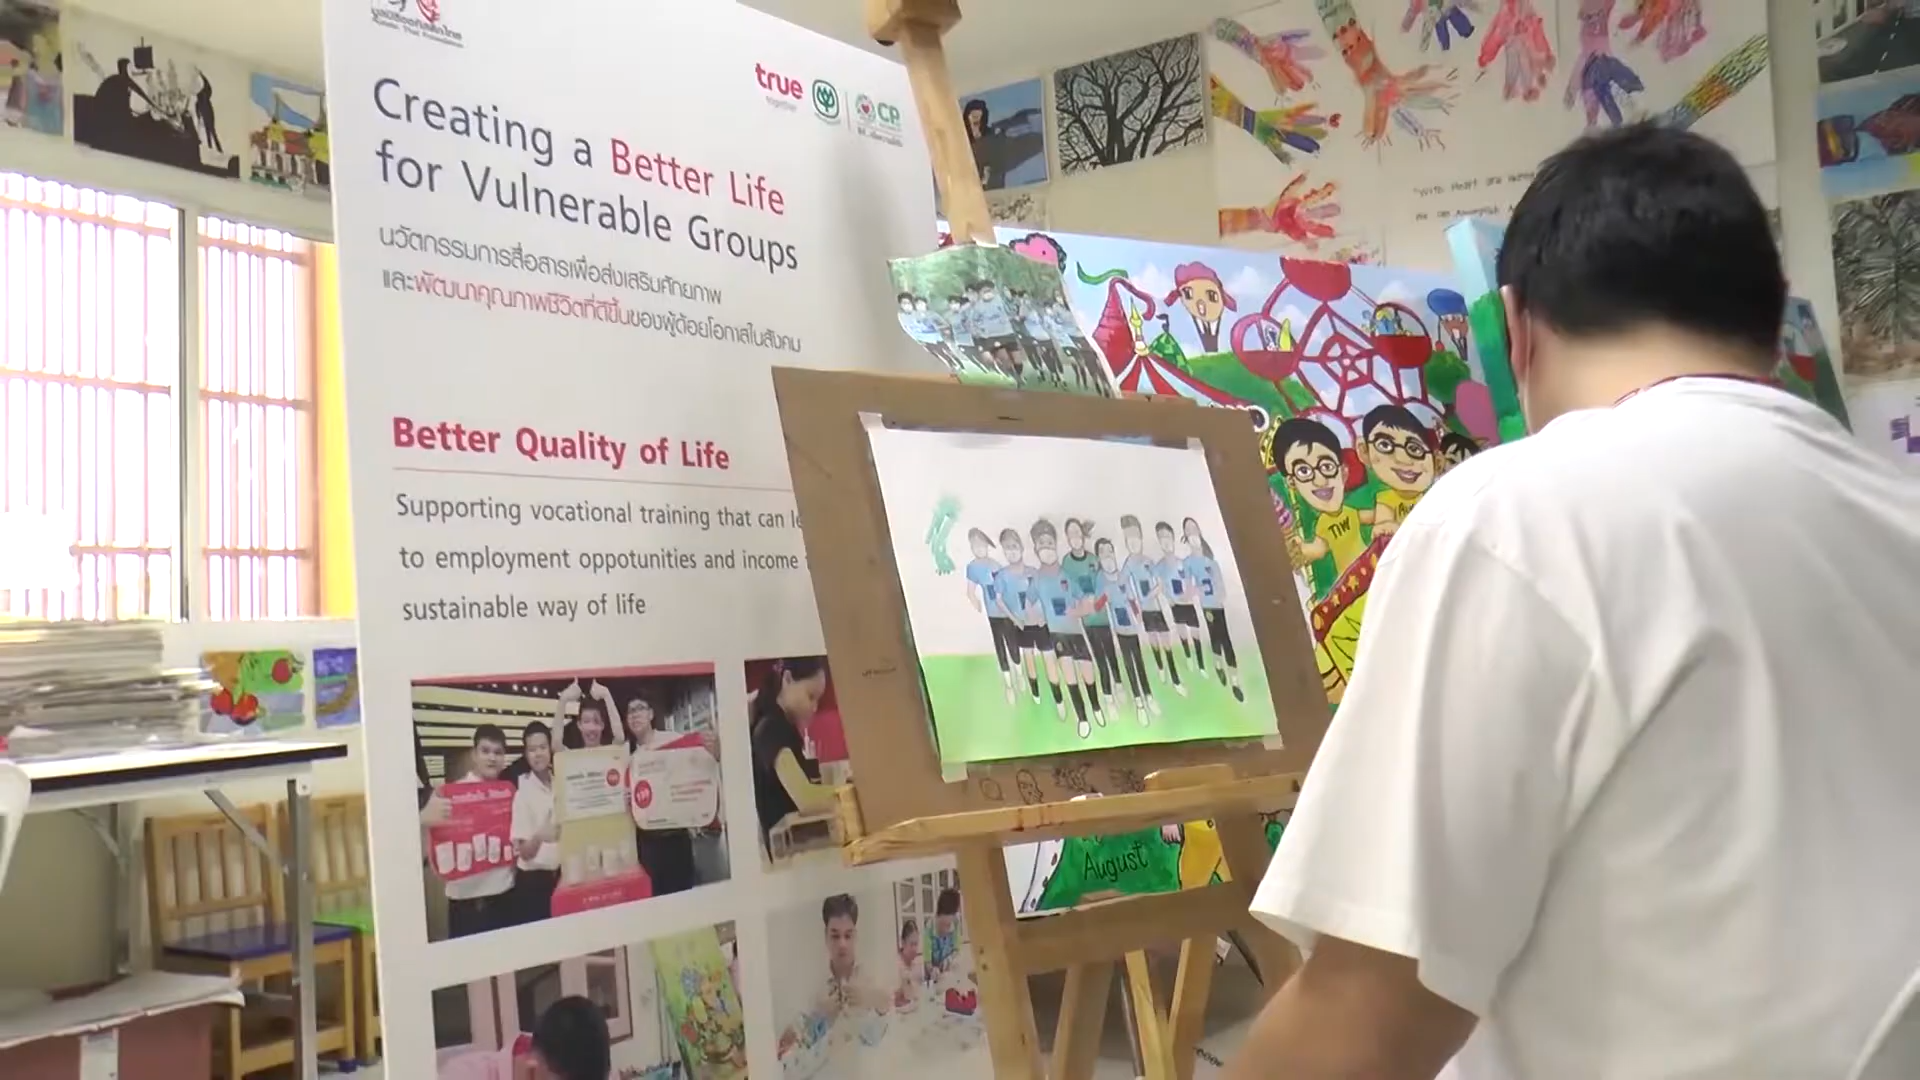 Creating a Better Life
for Vulnerable Groups
นวัตกรรมการสื่อสารเพื่อส่งเสริมศักยภาพ
และพัฒนาคุณภาพชีวิตที่ดีขึ้นของผู้ด้อยโอกาสในสังคม
true
together
CP
Better Quality of Life
Supporting vocational training that can
to employment oppotunities and income
sustainable way of life
TIW
August